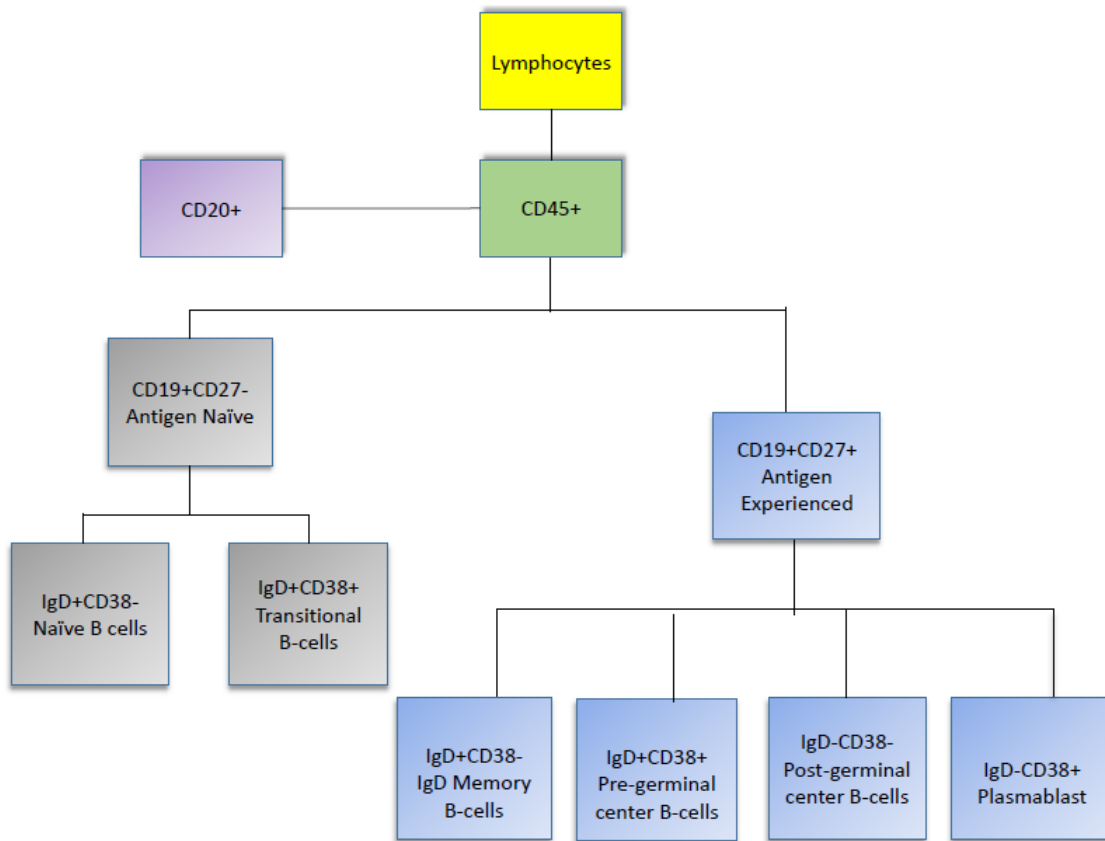 Lymphocytes
CD20+
CD45+
CD19+CD27-
Antigen Naïve
CD19+CD27+
Antigen
Experienced
IgD+CD38-
Naïve B cells
IgD+CD38+
Transitional
B-cells
IgD+CD38-
IgD Memory
B-cells
IgD+CD38+
Pre-germinal
center B-cells
IgD-CD38-
Post-germinal
center B-cells
IgD-CD38+
Plasmablast